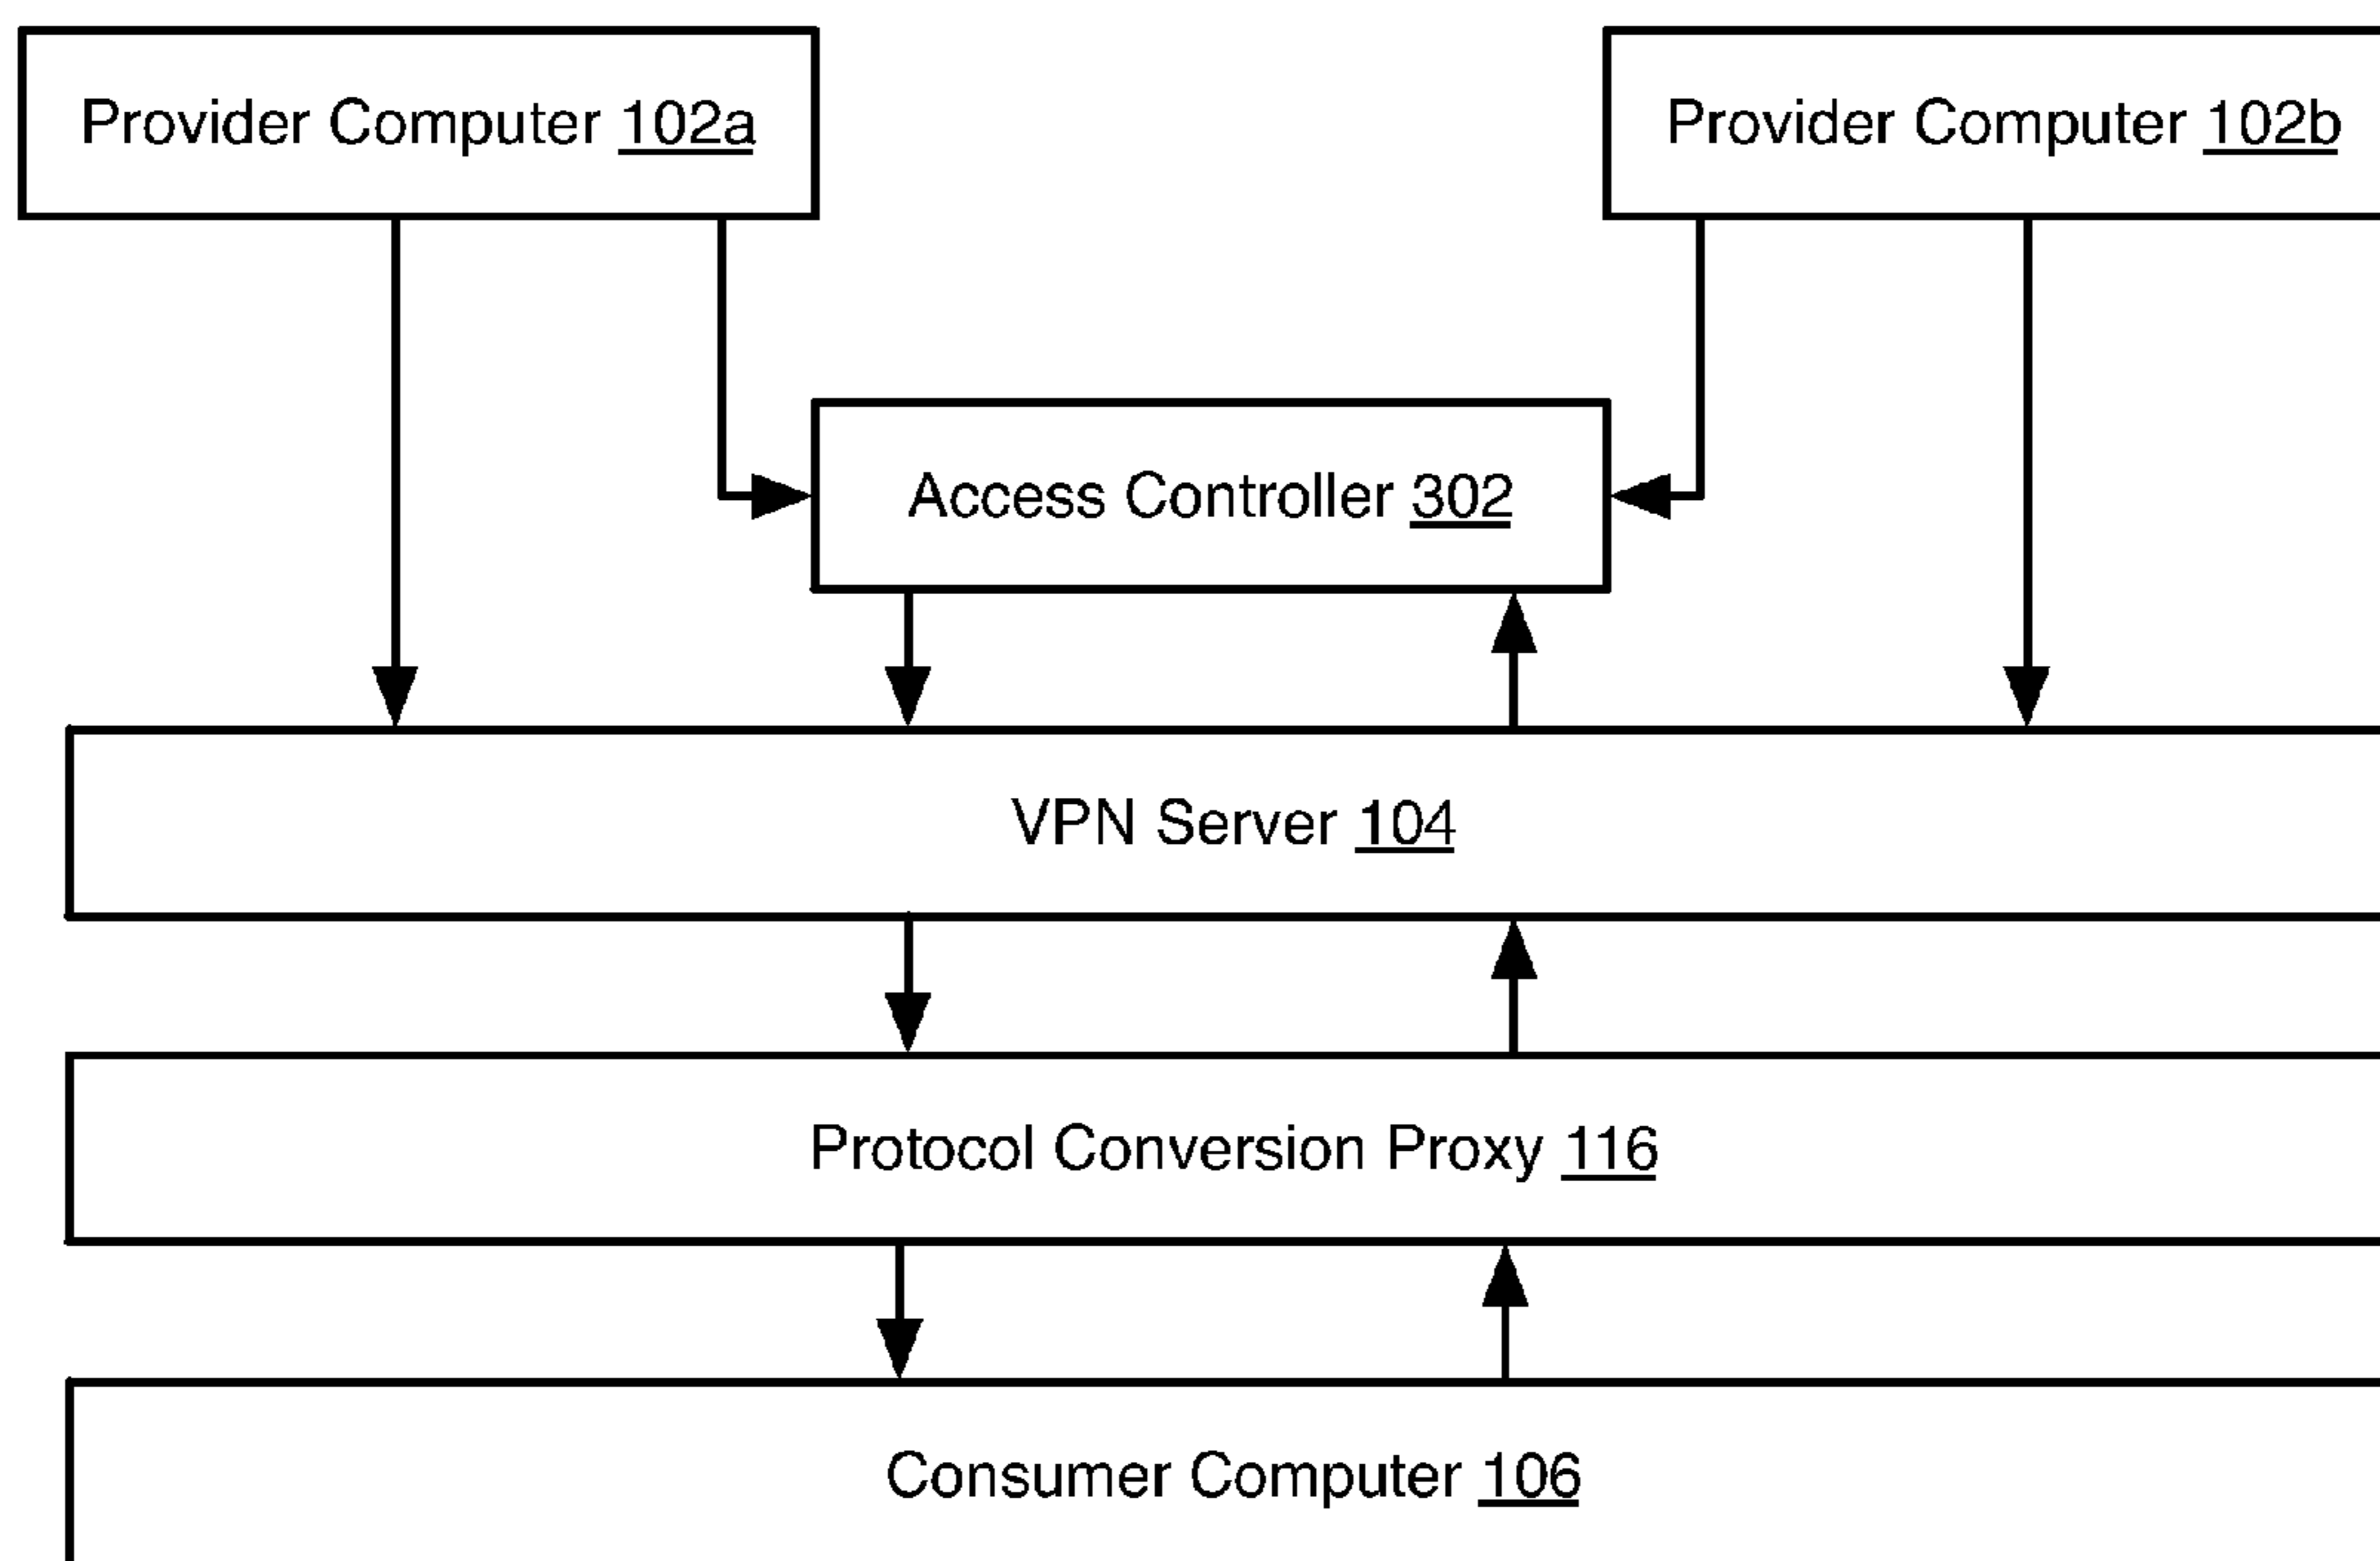 Provider Computer 102a
Provider Computer 102b
Access Controller 302
VPN Server 104
Protocol Conversion Proxy 116
Consumer Computer 106